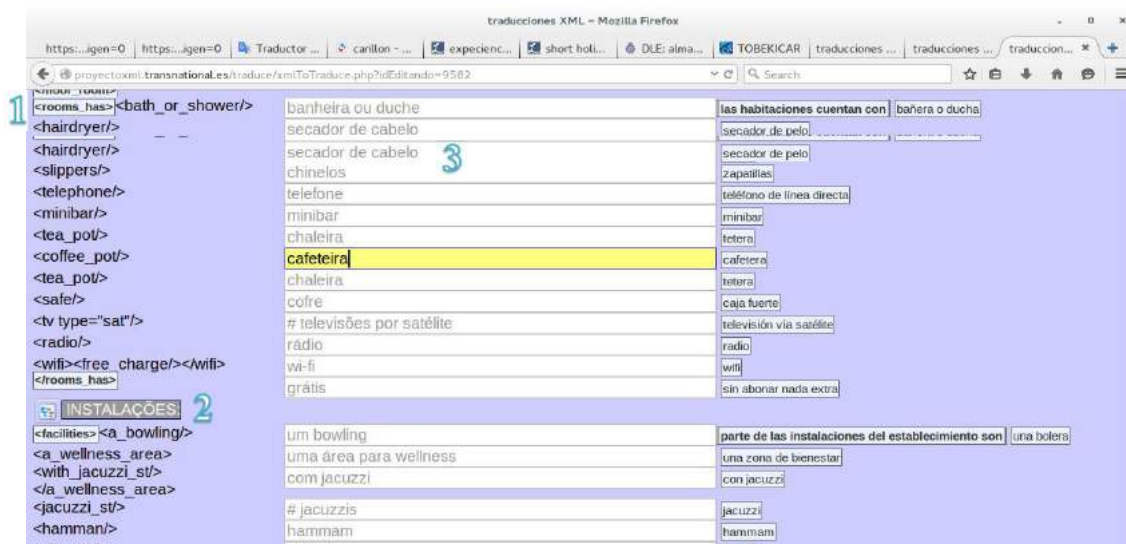 traducciones XML - Mozilla Firefox
https:...igen=0 https:...igen=0 Traductor ... carillon - ... expecienc... short holi... DLE: alma... TOBEKICAR traducciones ... traducciones ... traduccion...
proyectoxml.transnational.es/traduce/xmlToTraduce.php?idEditando=9582 Search
1 <rooms_has> <bath_or_shower/> banheira ou duche las habitaciones cuentan con bañera o ducha
<hairdryer/> secador de cabelo secador de pelo
<hairdryer/> secador de cabelo 3 secador de pelo
<slippers/> chinelos zapatillas
<telephone/> telefone teléfono de línea directa
<minibar/> minibar minibar
<tea_pot/> chaleira tetera
<coffee_pot/> cafeteira cafetera
<tea_pot/> chaleira tetera
<safe/> cofre caja fuerte
<tv type="sat"/> # televisões por satélite televisión vía satélite
<radio/> rádio radio
<wifi><free_charge/></wifi> wi-fi wifi
</rooms_has> grátis sin abonar nada extra
INSTALAÇÕES: 2
<facilities> <a_bowling/> um bowling parte de las instalaciones del establecimiento son una bolera
<a_wellness_area> uma área para wellness una zona de bienestar
<with_jacuzzi_st/> com jacuzzi con jacuzzi
</a_wellness_area>
<jacuzzi_st/> # jacuzzis jacuzzi
<hamman/> hammam hammam